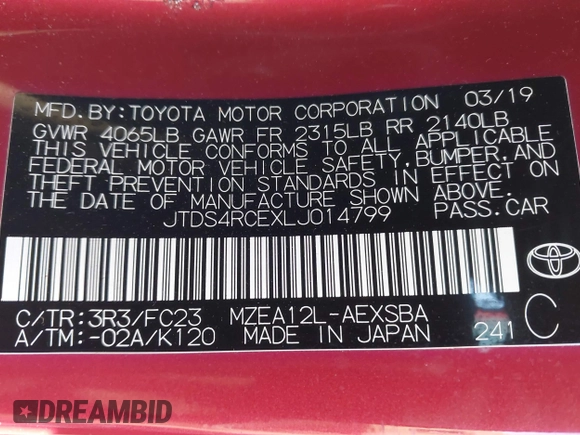 MFD.BY:TOYOTA MOTOR CORPORATION 03/19
GVWR 4065LB GAWR FR 2315LB RR 2140LB
THIS VEHICLE CONFORMS TO ALL APPLICABLE
FEDERAL MOTOR VEHICLE SAFETY,BUMPER,AND
THEFT PREVENTION STANDARDS IN EFFECT ON
THE DATE OF MANUFACTURE SHOWN ABOVE.
JTDS4RCEXLJ014799 PASS.CAR
C/TR:3R3/FC23 MZEA12L-AEXSBA
A/TM:-02A/K120 MADE IN JAPAN 241 C
DREAMBID